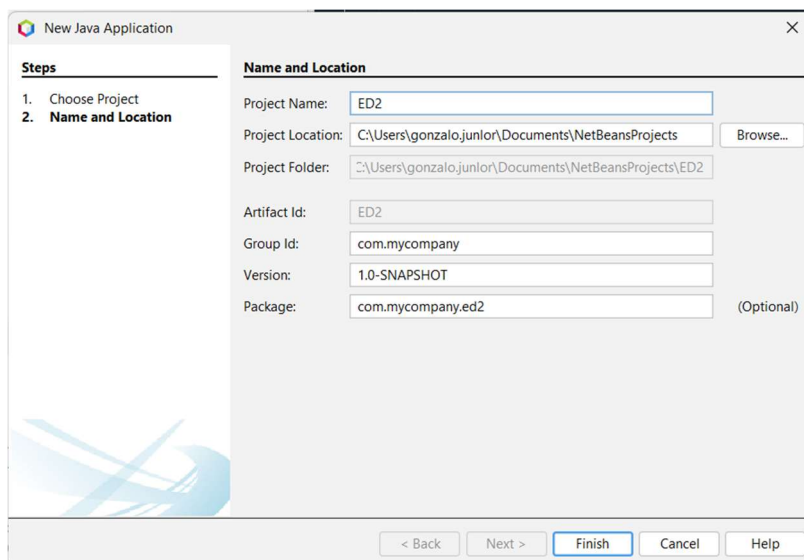 New Java Application
Steps
1. Choose Project
2. Name and Location
Name and Location
Project Name: ED2
Project Location: C:\Users\gonzalo.junlor\Documents\NetBeansProjects Browse...
Project Folder: C:\Users\gonzalo.junlor\Documents\NetBeansProjects\ED2
Artifact Id: ED2
Group Id: com.mycompany
Version: 1.0-SNAPSHOT
Package: com.mycompany.ed2 (Optional)
< Back Next > Finish Cancel Help